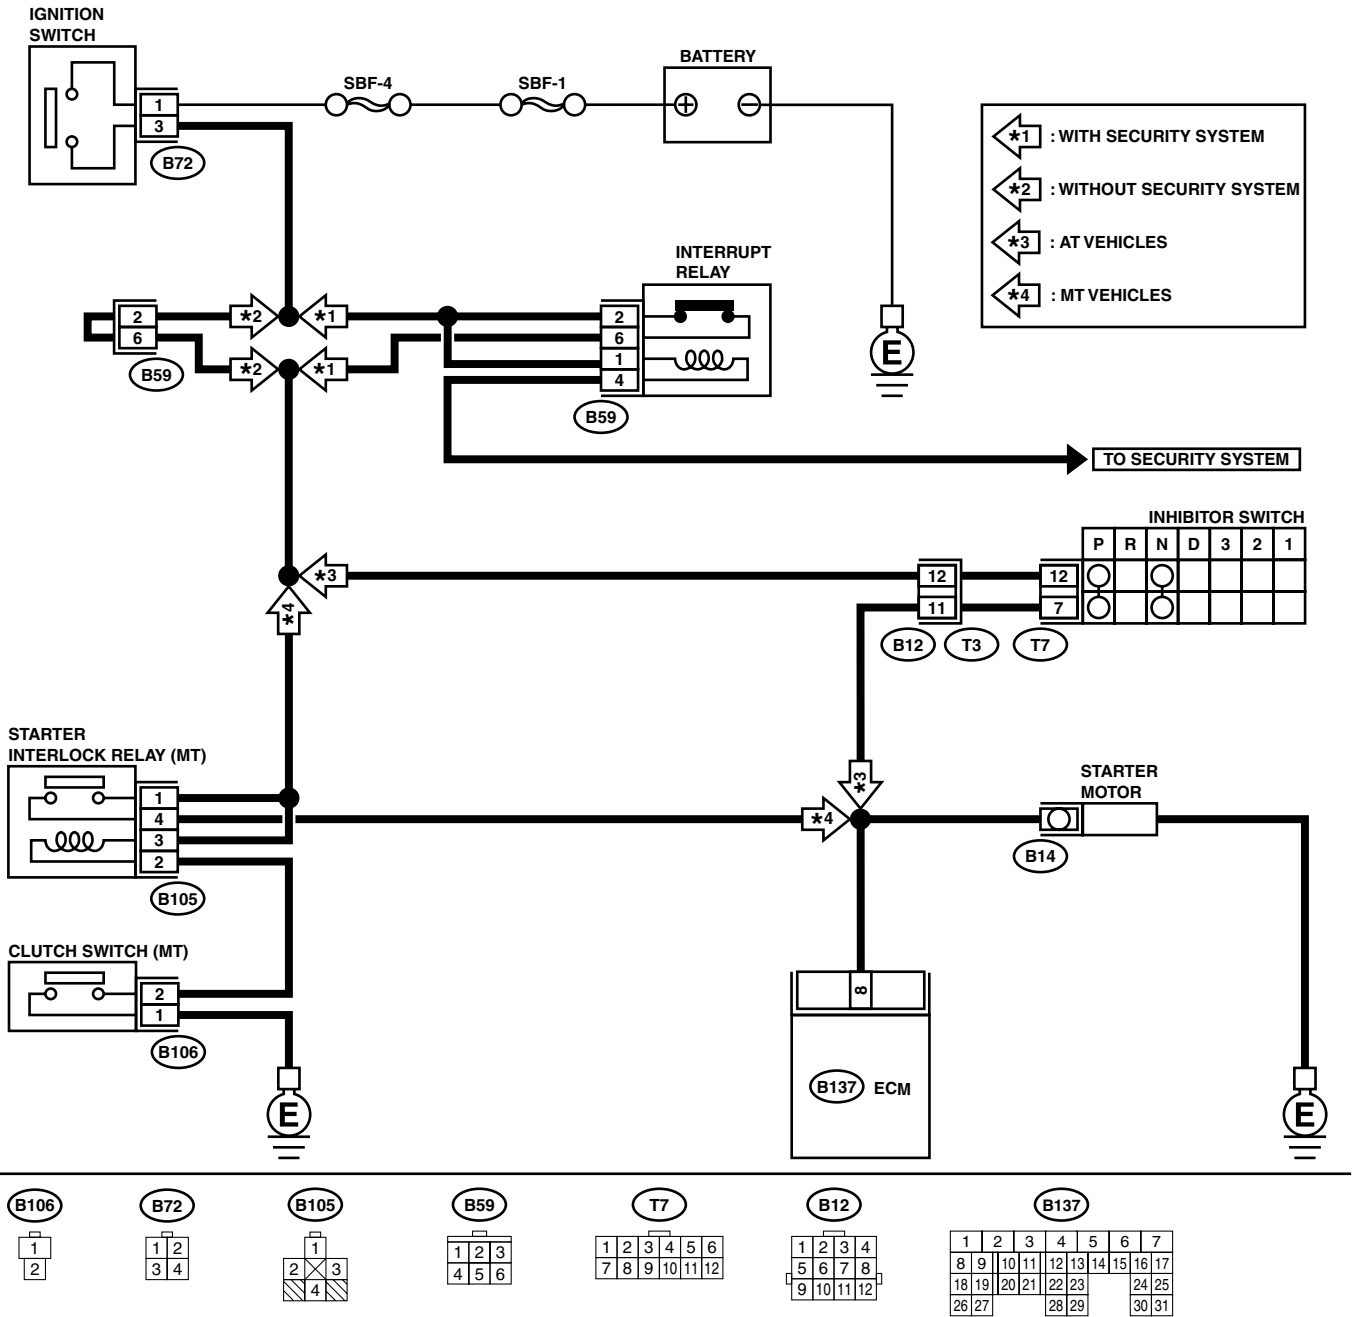 IGNITION
SWITCH
SBF-4
SBF-1
BATTERY
1
3
B72
+
−
*1 : WITH SECURITY SYSTEM
*2 : WITHOUT SECURITY SYSTEM
*3 : AT VEHICLES
*4 : MT VEHICLES
INTERRUPT
RELAY
2
6
B59
*2
*1
*2
*1
2
6
1
4
B59
E
TO SECURITY SYSTEM
INHIBITOR SWITCH
P R N D 3 2 1
*3
*4
12
11
12
7
B12
T3
T7
STARTER
INTERLOCK RELAY (MT)
1
4
3
2
B105
*3
*4
STARTER
MOTOR
B14
CLUTCH SWITCH (MT)
2
1
B106
8
B137 ECM
E
E
B106
B72
B105
B59
T7
B12
B137
1
2
1 2
3 4
1
2 3
4
1 2 3
4 5 6
1 2 3 4 5 6
7 8 9 10 11 12
1 2 3 4
5 6 7 8
9 10 11 12
1 2 3 4 5 6 7
8 9 10 11 12 13 14 15 16 17
18 19 20 21 22 23 24 25
26 27 28 29 30 31